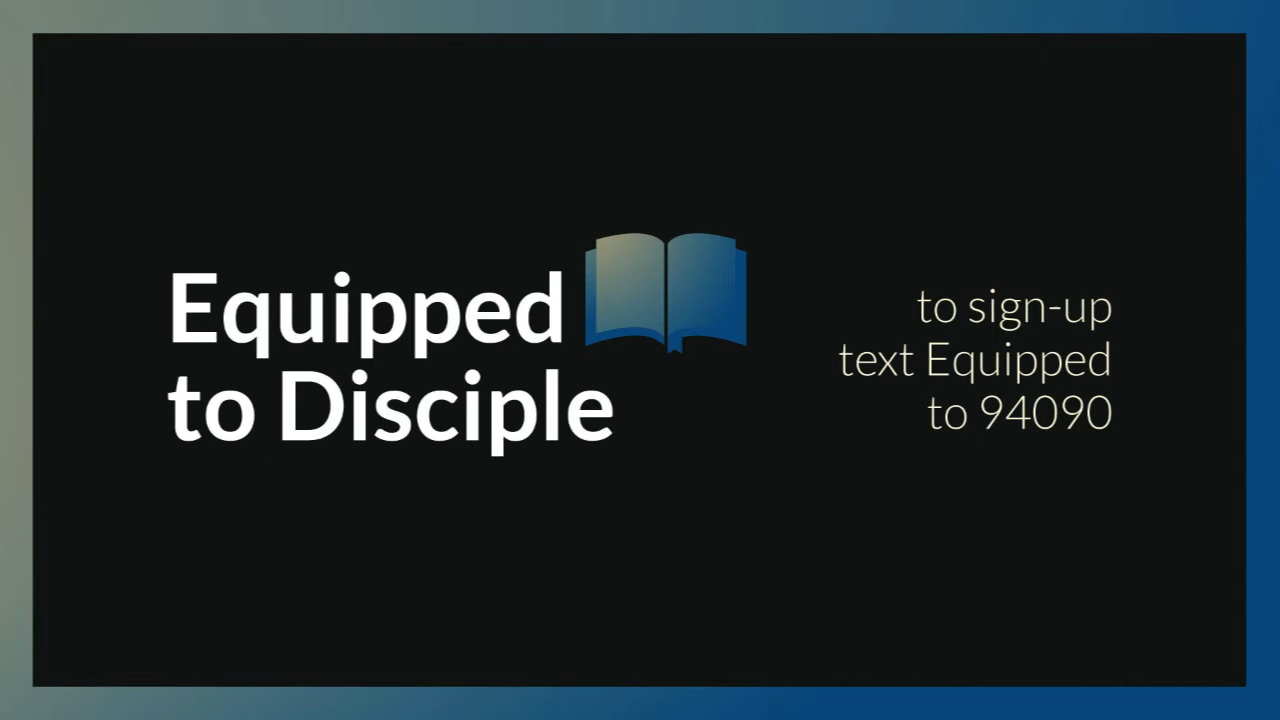 Equipped
to Disciple
to sign-up
text Equipped
to 94090